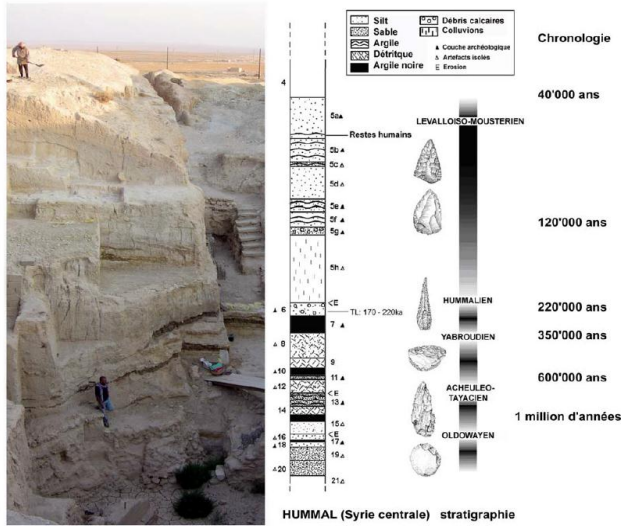 Silt
Sable
Argile
Détritque
Argile noire
Débris calcaires
Colluvions
▲ Couche archéologique
△ Artefacts isolés
E Erosion
Chronologie
4
40'000 ans
5a▲
LEVALLOISO-MOUSTERIEN
Restes humains
5b▲
5c△
5d△
5e▲
5f▲
5g△
120'000 ans
5h△
<E
HUMMALIEN
▲ 6
TL: 170 - 220ka
220'000 ans
7 ▲
YABROUDIEN
350'000 ans
▲ 8
9
▲10
11▲
600'000 ans
△12
ACHEULEO-
TAYACIEN
<E
13▲
14
1 million d'années
15△
OLDOWAYEN
△16
<E
17▲
▲18
19△
△20
21△
HUMMAL (Syrie centrale) stratigraphie